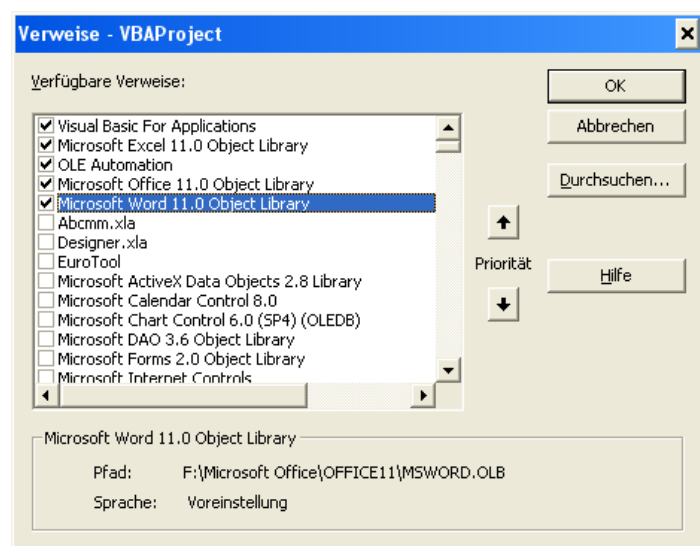 Verweise - VBAProject
Verfügbare Verweise:
Visual Basic For Applications
Microsoft Excel 11.0 Object Library
OLE Automation
Microsoft Office 11.0 Object Library
Microsoft Word 11.0 Object Library
Abcmm.xla
Designer.xla
EuroTool
Microsoft ActiveX Data Objects 2.8 Library
Microsoft Calendar Control 8.0
Microsoft Chart Control 6.0 (SP4) (OLEDB)
Microsoft DAO 3.6 Object Library
Microsoft Forms 2.0 Object Library
Microsoft Internet Controls
Priorität
OK
Abbrechen
Durchsuchen...
Hilfe
Microsoft Word 11.0 Object Library
Pfad: F:\Microsoft Office\OFFICE11\MSWORD.OLB
Sprache: Voreinstellung